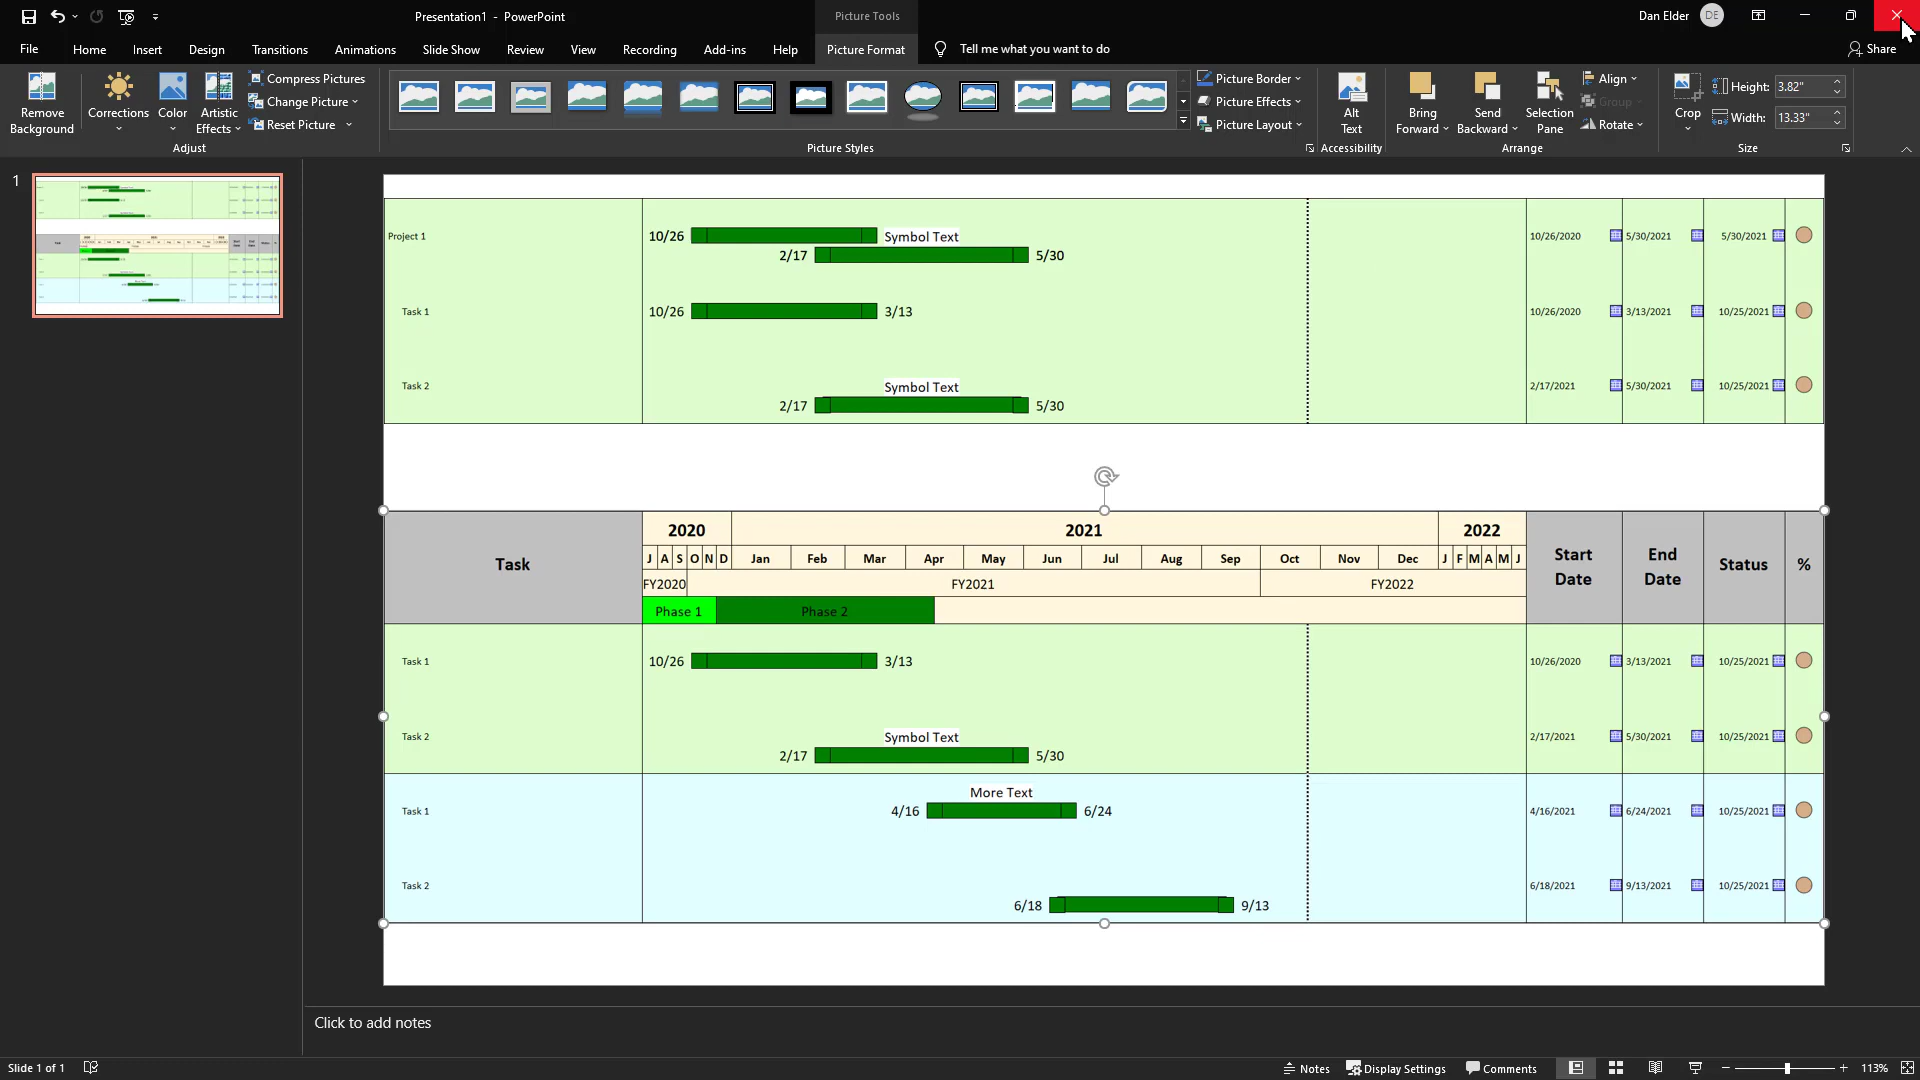 Presentation1 - PowerPoint
Picture Tools
Dan Elder DE
File Home Insert Design Transitions Animations Slide Show Review View Recording Add-ins Help Picture Format Tell me what you want to do Share
Remove Background
Corrections
Color
Artistic Effects
Compress Pictures
Change Picture
Reset Picture
Adjust
Picture Styles
Picture Border
Picture Effects
Picture Layout
Alt Text
Accessibility
Bring Forward
Send Backward
Selection Pane
Align
Group
Rotate
Arrange
Crop
Height: 3.82"
Width: 13.33"
Size
1
Project 1 10/26 Symbol Text 10/26/2020 5/30/2021 5/30/2021
2/17 5/30
Task 1 10/26 3/13 10/26/2020 3/13/2021 10/25/2021
Task 2 Symbol Text 2/17/2021 5/30/2021 10/25/2021
2/17 5/30
Task
2020 2021 2022
J A S O N D Jan Feb Mar Apr May Jun Jul Aug Sep Oct Nov Dec J F M A M J
FY2020 FY2021 FY2022
Phase 1 Phase 2
Start Date
End Date
Status
%
Task 1 10/26 3/13 10/26/2020 3/13/2021 10/25/2021
Task 2 Symbol Text 2/17/2021 5/30/2021 10/25/2021
2/17 5/30
More Text
Task 1 4/16 6/24 4/16/2021 6/24/2021 10/25/2021
Task 2 6/18/2021 9/13/2021 10/25/2021
6/18 9/13
Click to add notes
Slide 1 of 1 Notes Display Settings Comments 113%